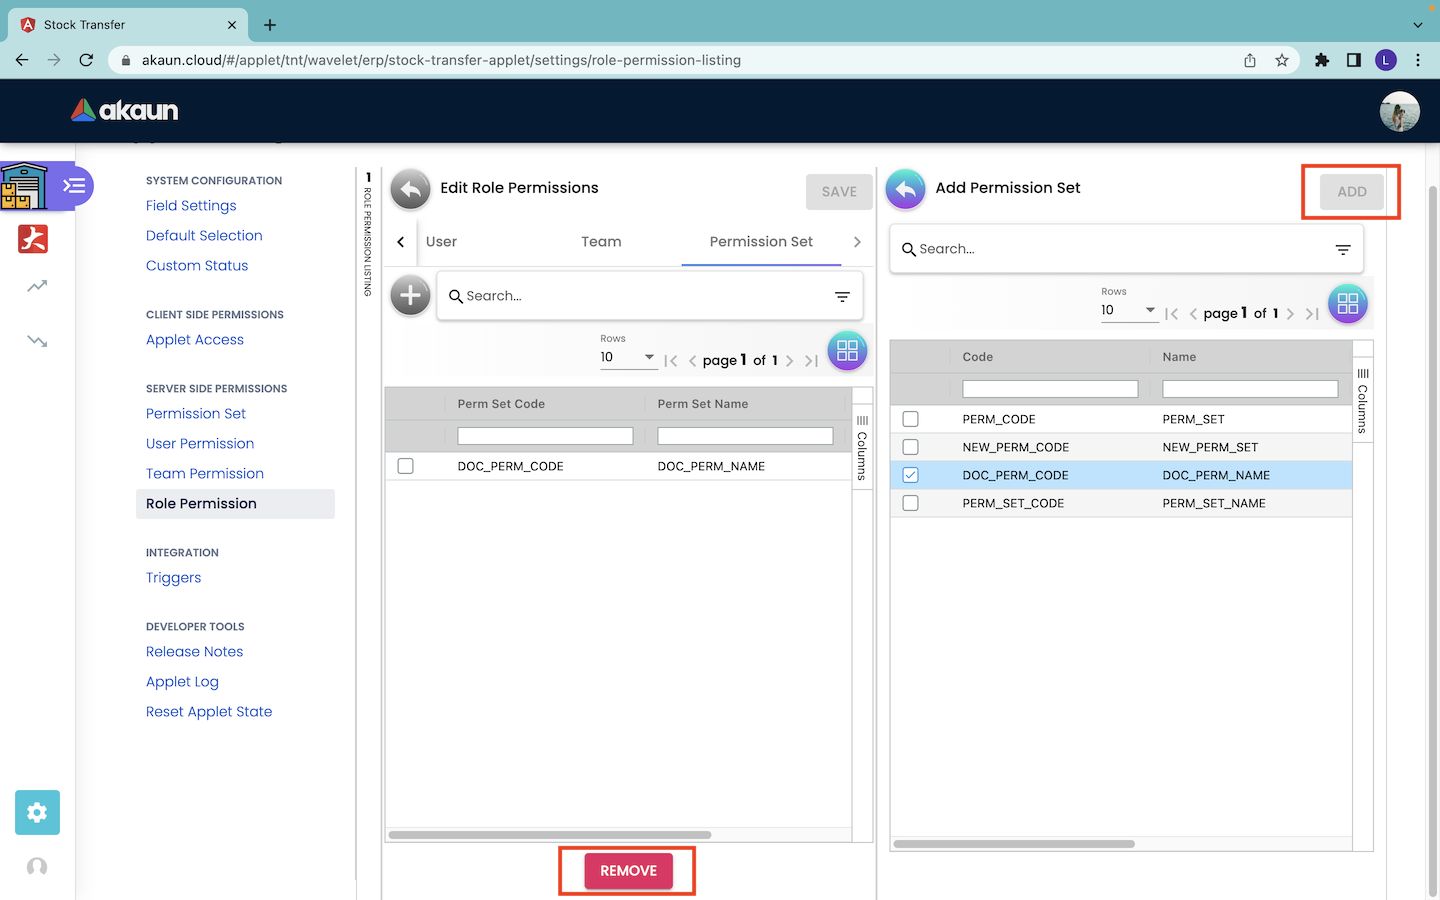 Stock Transfer
akaun.cloud/#/applet/tnt/wavelet/erp/stock-transfer-applet/settings/role-permission-listing
L
akaun
SYSTEM CONFIGURATION
Field Settings
Default Selection
Custom Status
CLIENT SIDE PERMISSIONS
Applet Access
SERVER SIDE PERMISSIONS
Permission Set
User Permission
Team Permission
Role Permission
INTEGRATION
Triggers
DEVELOPER TOOLS
Release Notes
Applet Log
Reset Applet State
1 ROLE PERMISSION LISTING
Edit Role Permissions
SAVE
User Team Permission Set
Search...
Rows
10 page 1 of 1
Perm Set Code Perm Set Name
DOC_PERM_CODE DOC_PERM_NAME
Columns
REMOVE
Add Permission Set
ADD
Search...
Rows
10 page 1 of 1
Code Name
PERM_CODE PERM_SET
NEW_PERM_CODE NEW_PERM_SET
DOC_PERM_CODE DOC_PERM_NAME
PERM_SET_CODE PERM_SET_NAME
Columns